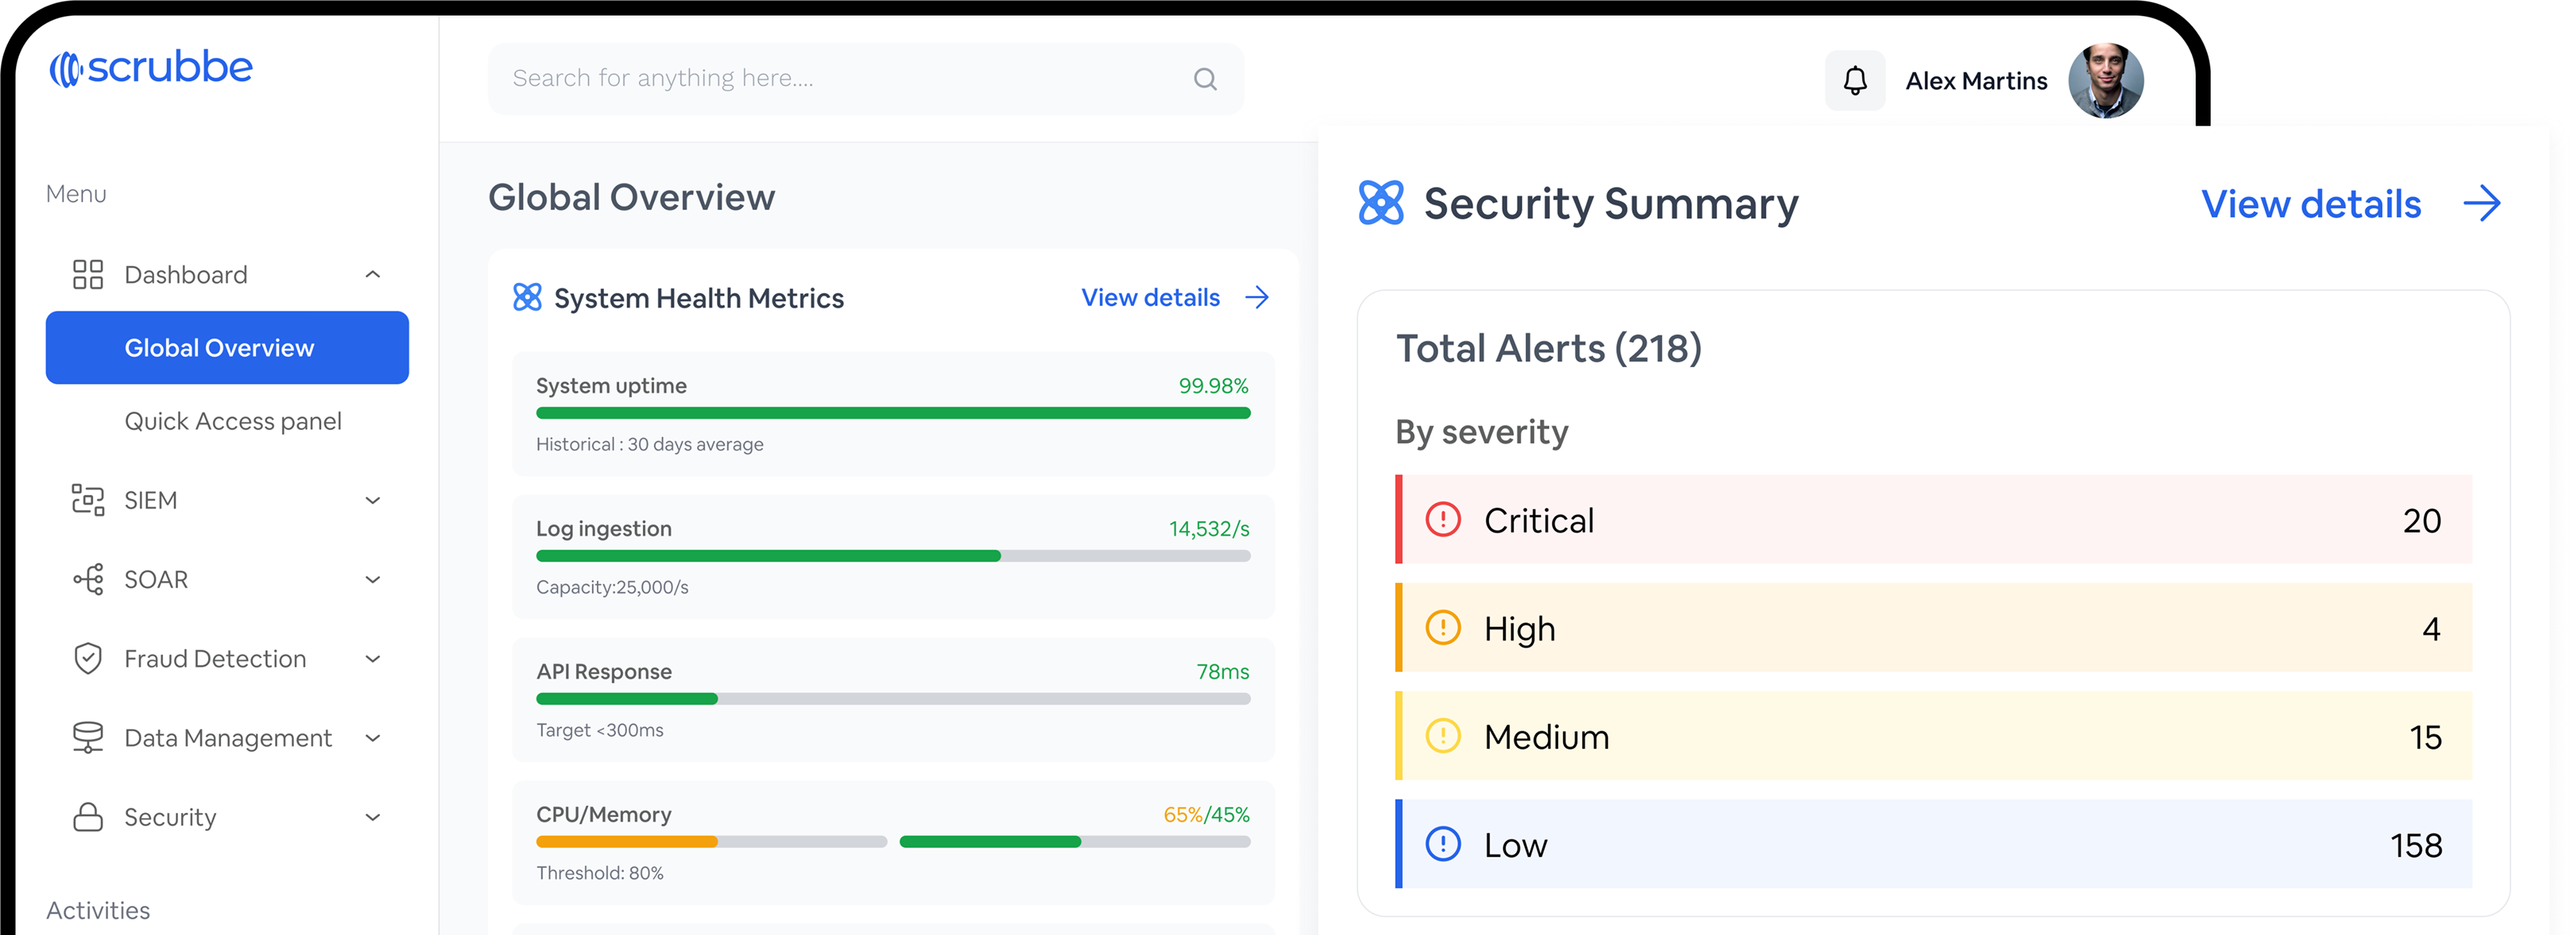 scrubbe
Search for anything here....
Alex Martins
Menu
Dashboard
Global Overview
Quick Access panel
SIEM
SOAR
Fraud Detection
Data Management
Security
Activities
Global Overview
System Health Metrics
View details
System uptime
99.98%
Historical : 30 days average
Log ingestion
14,532/s
Capacity:25,000/s
API Response
78ms
Target <300ms
CPU/Memory
65%/45%
Threshold: 80%
Security Summary
View details
Total Alerts (218)
By severity
Critical
20
High
4
Medium
15
Low
158